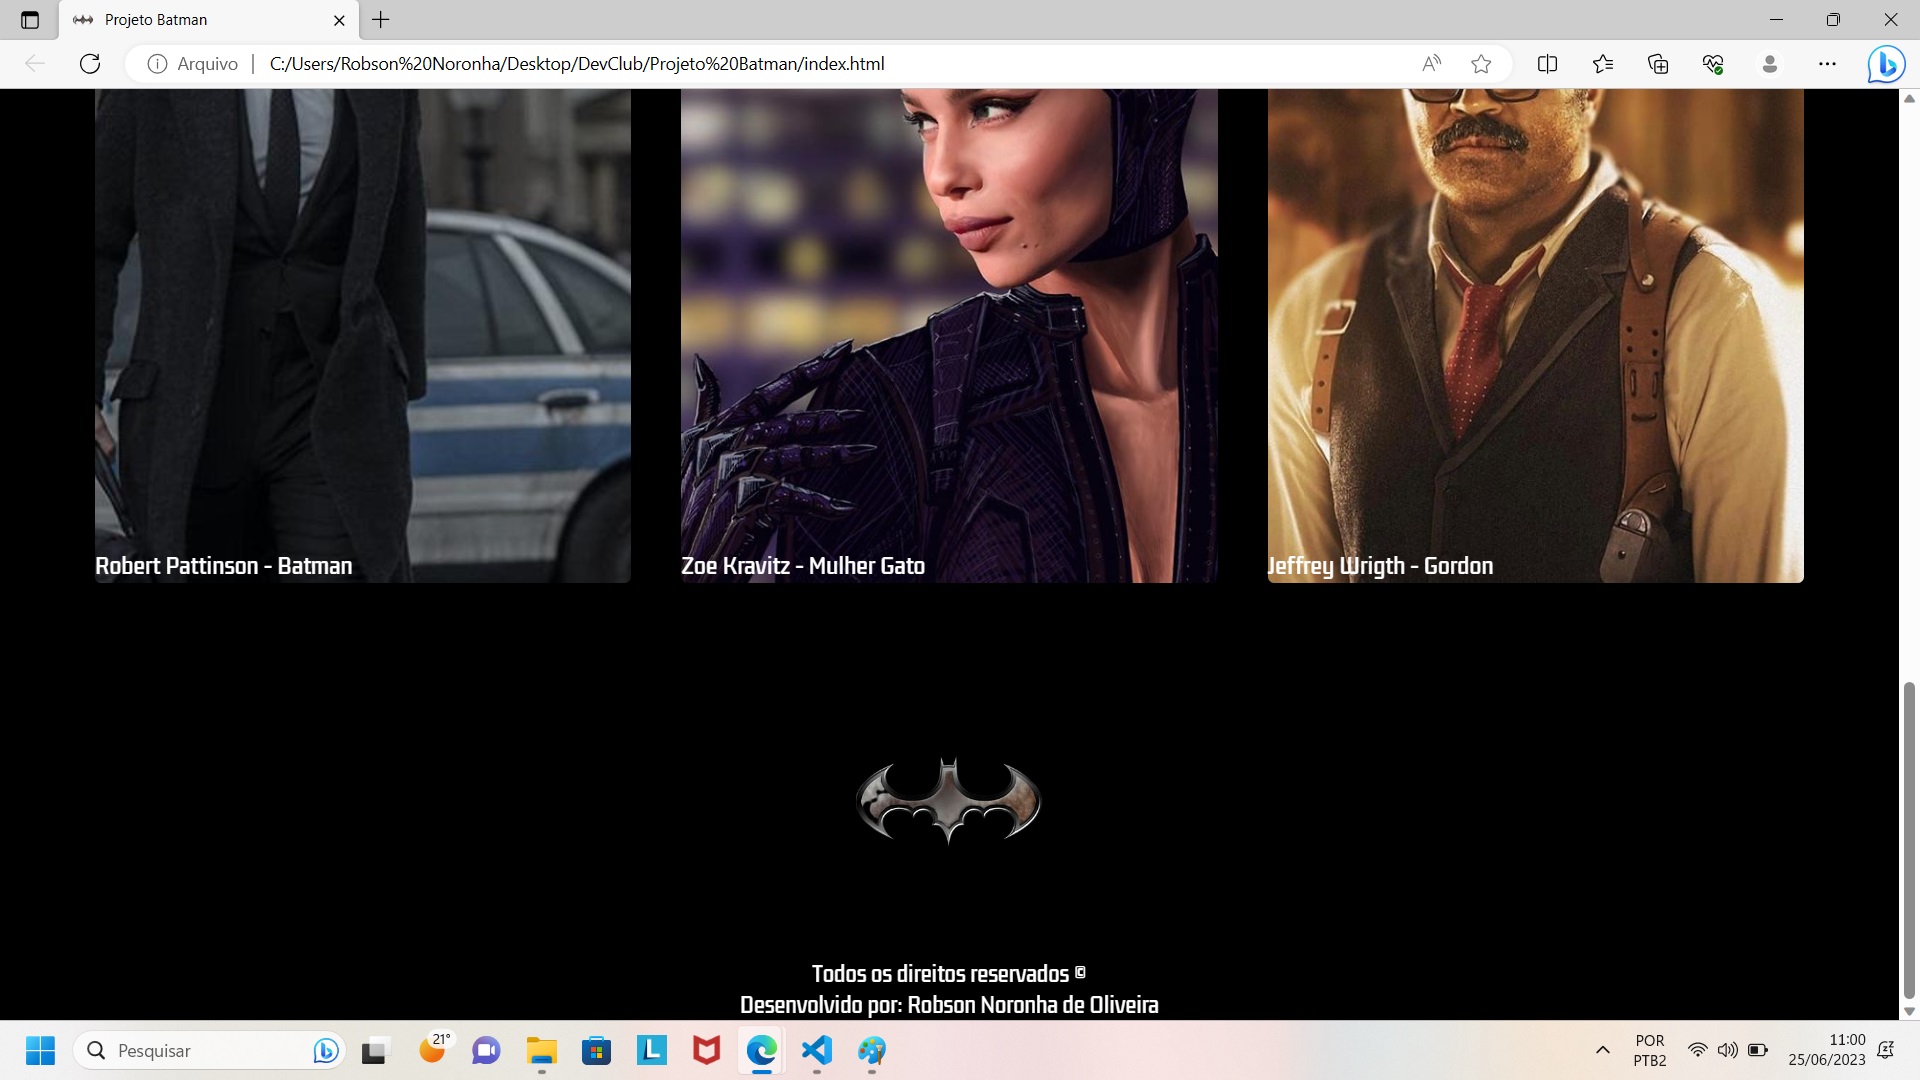 Projeto Batman
Arquivo
C:/Users/Robson%20Noronha/Desktop/DevClub/Projeto%20Batman/index.html
Robert Pattinson - Batman
Zoe Kravitz - Mulher Gato
Jeffrey Wrigth - Gordon
Todos os direitos reservados ©
Desenvolvido por: Robson Noronha de Oliveira
Pesquisar
21°
L
POR
PTB2
11:00
25/06/2023